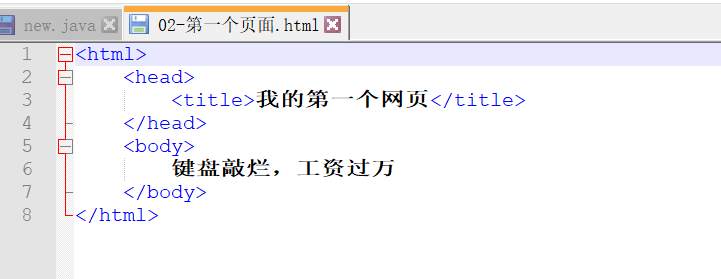 new.java 02-第一个页面.html
1 <html>
2 <head>
3 <title>我的第一个网页</title>
4 </head>
5 <body>
6 键盘敲烂，工资过万
7 </body>
8 </html>